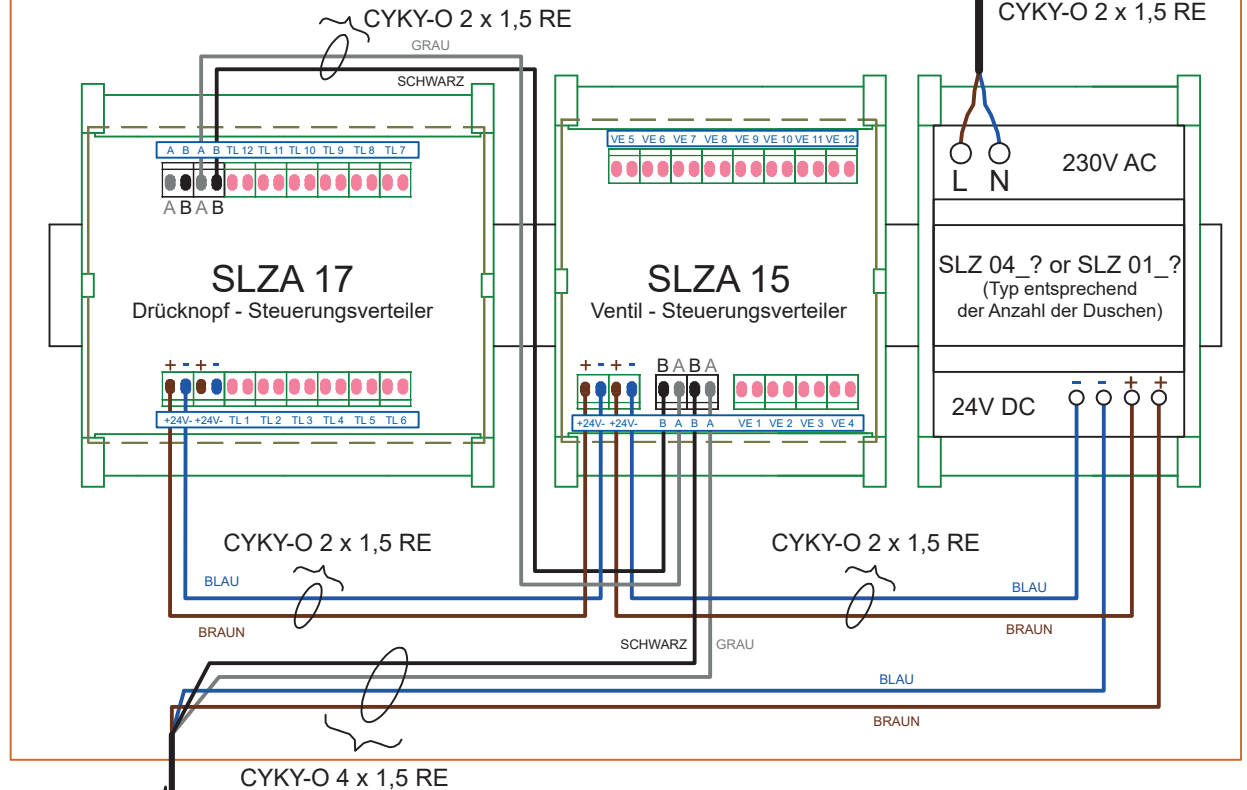 CYKY-O 2 x 1,5 RE
CYKY-O 2 x 1,5 RE
GRAU
SCHWARZ
A B A B TL 12 TL 11 TL 10 TL 9 TL 8 TL 7
A B A B
SLZA 17
Drücknopf - Steuerungsverteiler
+ - + -
+24V- +24V- TL 1 TL 2 TL 3 TL 4 TL 5 TL 6
VE 5 VE 6 VE 7 VE 8 VE 9 VE 10 VE 11 VE 12
SLZA 15
Ventil - Steuerungsverteiler
+ - + - B A B A
+24V- +24V- B A B A VE 1 VE 2 VE 3 VE 4
L N
230V AC
SLZ 04_? or SLZ 01_?
(Typ entsprechend
der Anzahl der Duschen)
24V DC
- - + +
CYKY-O 2 x 1,5 RE
BLAU
BRAUN
CYKY-O 2 x 1,5 RE
BLAU
BRAUN
SCHWARZ
GRAU
BLAU
BRAUN
CYKY-O 4 x 1,5 RE